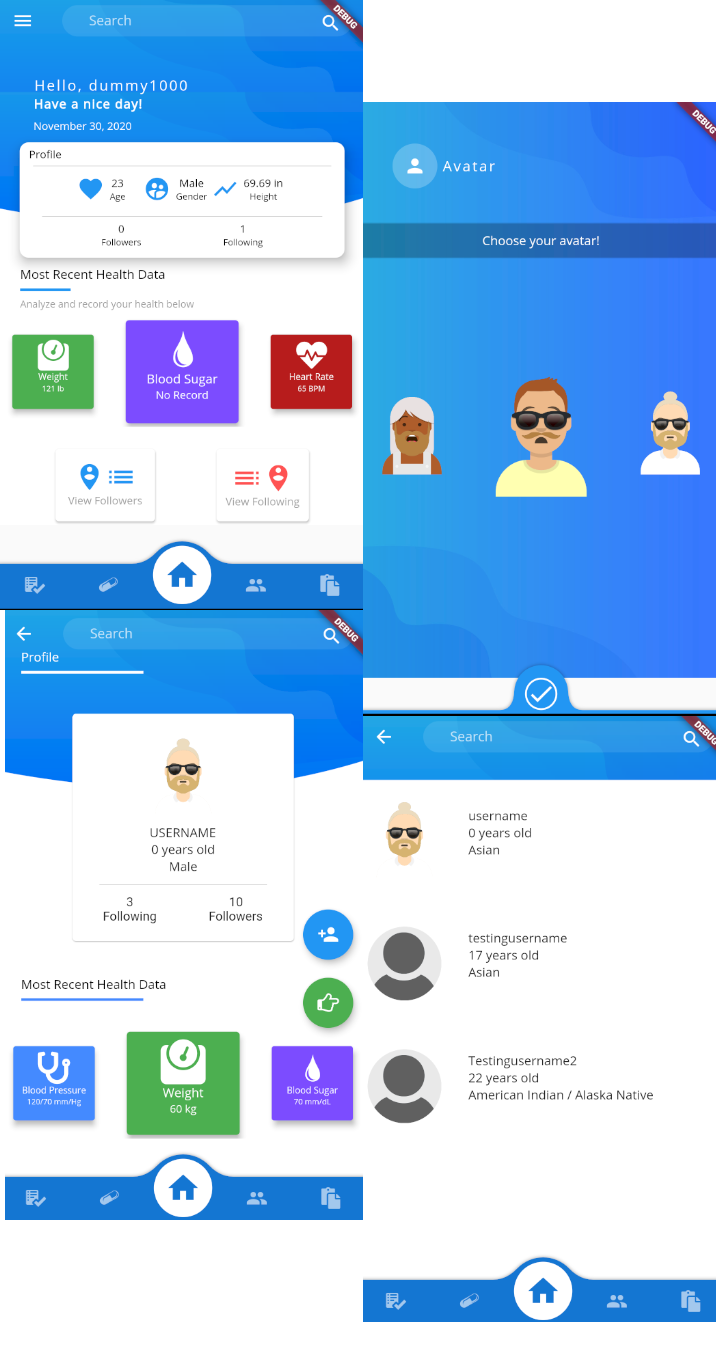 Search
DEBUG
Hello, dummy1000
Have a nice day!
November 30, 2020
Profile
23
Age
Male
Gender
69.69 in
Height
0
Followers
1
Following
Most Recent Health Data
Analyze and record your health below
Weight
121 lb
Blood Sugar
No Record
Heart Rate
65 BPM
View Followers
View Following
DEBUG
Avatar
Choose your avatar!
Search
DEBUG
Profile
USERNAME
0 years old
Male
3
Following
10
Followers
Most Recent Health Data
Blood Pressure
120/70 mm/Hg
Weight
60 kg
Blood Sugar
70 mm/dL
Search
DEBUG
username
0 years old
Asian
testingusername
17 years old
Asian
Testingusername2
22 years old
American Indian / Alaska Native